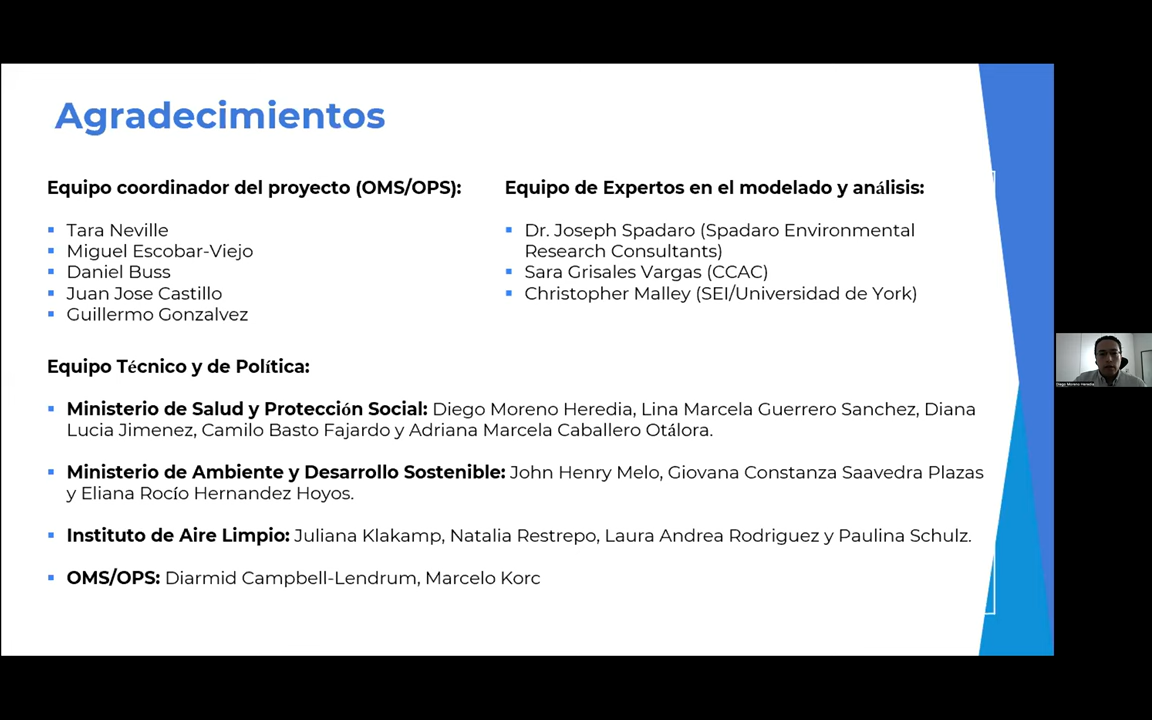 Agradecimientos
Equipo coordinador del proyecto (OMS/OPS):
Tara Neville
Miguel Escobar-Viejo
Daniel Buss
Juan Jose Castillo
Guillermo Gonzalvez
Equipo de Expertos en el modelado y análisis:
Dr. Joseph Spadaro (Spadaro Environmental
Research Consultants)
Sara Grisales Vargas (CCAC)
Christopher Malley (SEI/Universidad de York)
Equipo Técnico y de Política:
Ministerio de Salud y Protección Social: Diego Moreno Heredia, Lina Marcela Guerrero Sanchez, Diana
Lucia Jimenez, Camilo Basto Fajardo y Adriana Marcela Caballero Otálora.
Ministerio de Ambiente y Desarrollo Sostenible: John Henry Melo, Giovana Constanza Saavedra Plazas
y Eliana Rocío Hernandez Hoyos.
Instituto de Aire Limpio: Juliana Klakamp, Natalia Restrepo, Laura Andrea Rodriguez y Paulina Schulz.
OMS/OPS: Diarmid Campbell-Lendrum, Marcelo Korc
Diego Moreno Heredia